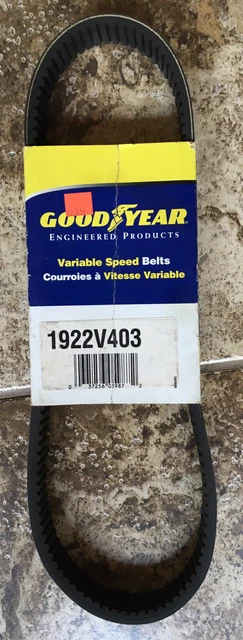 GOODYEAR
ENGINEERED PRODUCTS
Variable Speed Belts
Courroies à Vitesse Variable
1922V403